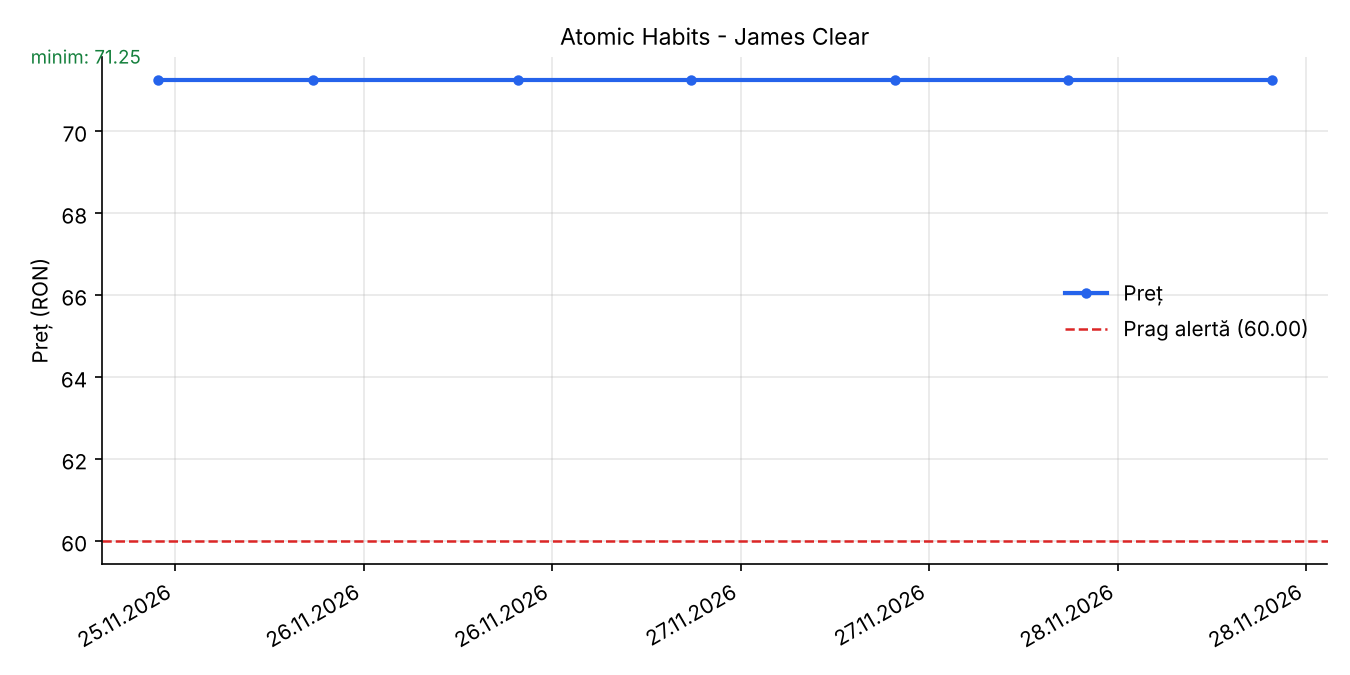 Atomic Habits - James Clear
minim: 71.25
70
68
66
64
62
60
Preț (RON)
Preț
Prag alertă (60.00)
25.11.2026
26.11.2026
26.11.2026
27.11.2026
27.11.2026
28.11.2026
28.11.2026